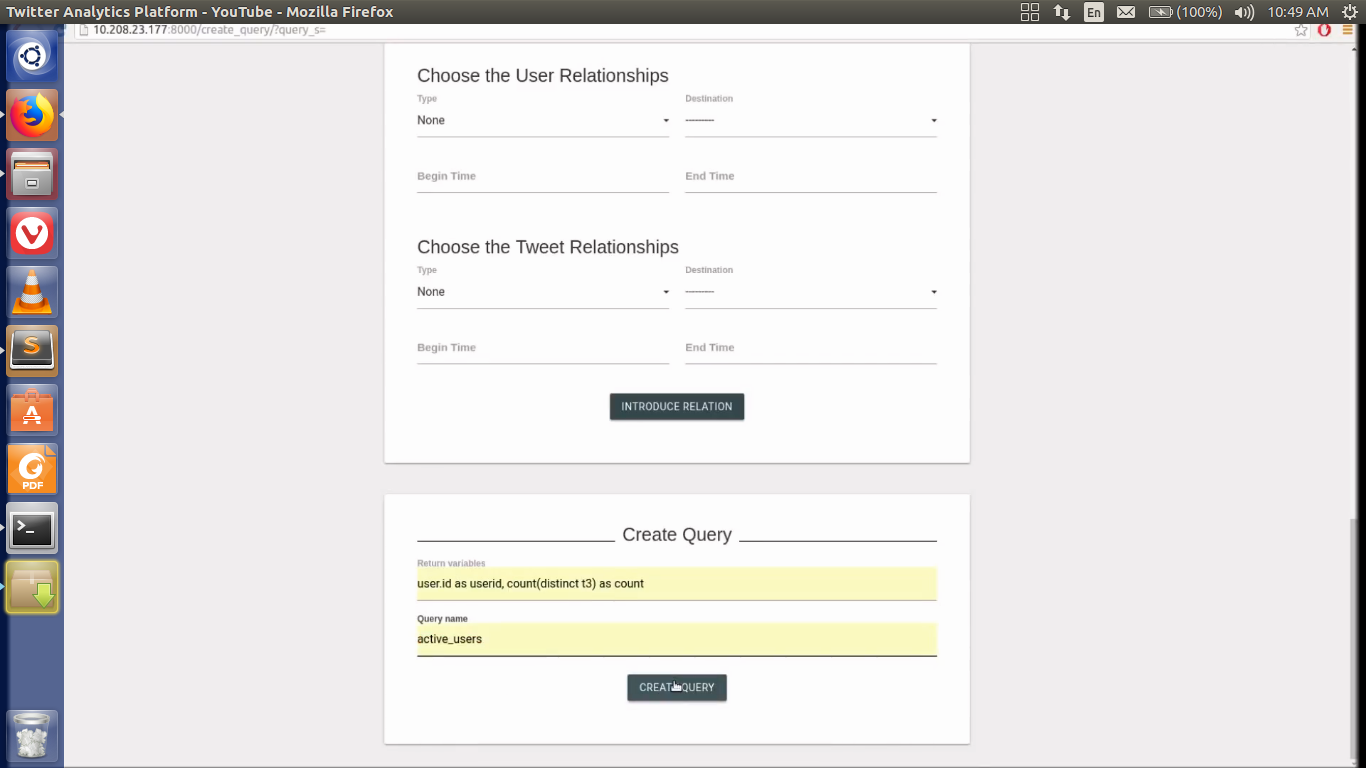 Twitter Analytics Platform - YouTube - Mozilla Firefox
En
(100%)
10:49 AM
10.208.23.177:8000/create_query/?query_s=
Choose the User Relationships
Type
Destination
None
---------
Begin Time
End Time
Choose the Tweet Relationships
Type
Destination
None
---------
Begin Time
End Time
INTRODUCE RELATION
Create Query
Return variables
user.id as userid, count(distinct t3) as count
Query name
active_users
CREATE QUERY
S
A
PDF
>_